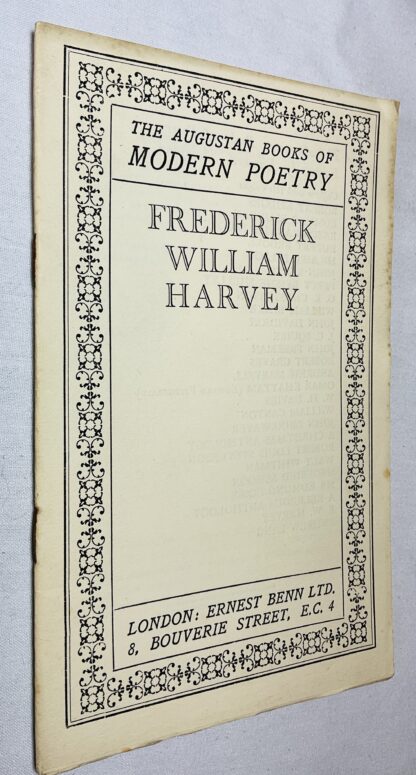 THE AUGUSTAN BOOKS OF
MODERN POETRY
FREDERICK
WILLIAM
HARVEY
LONDON: ERNEST BENN LTD.
8, BOUVERIE STREET, E.C. 4